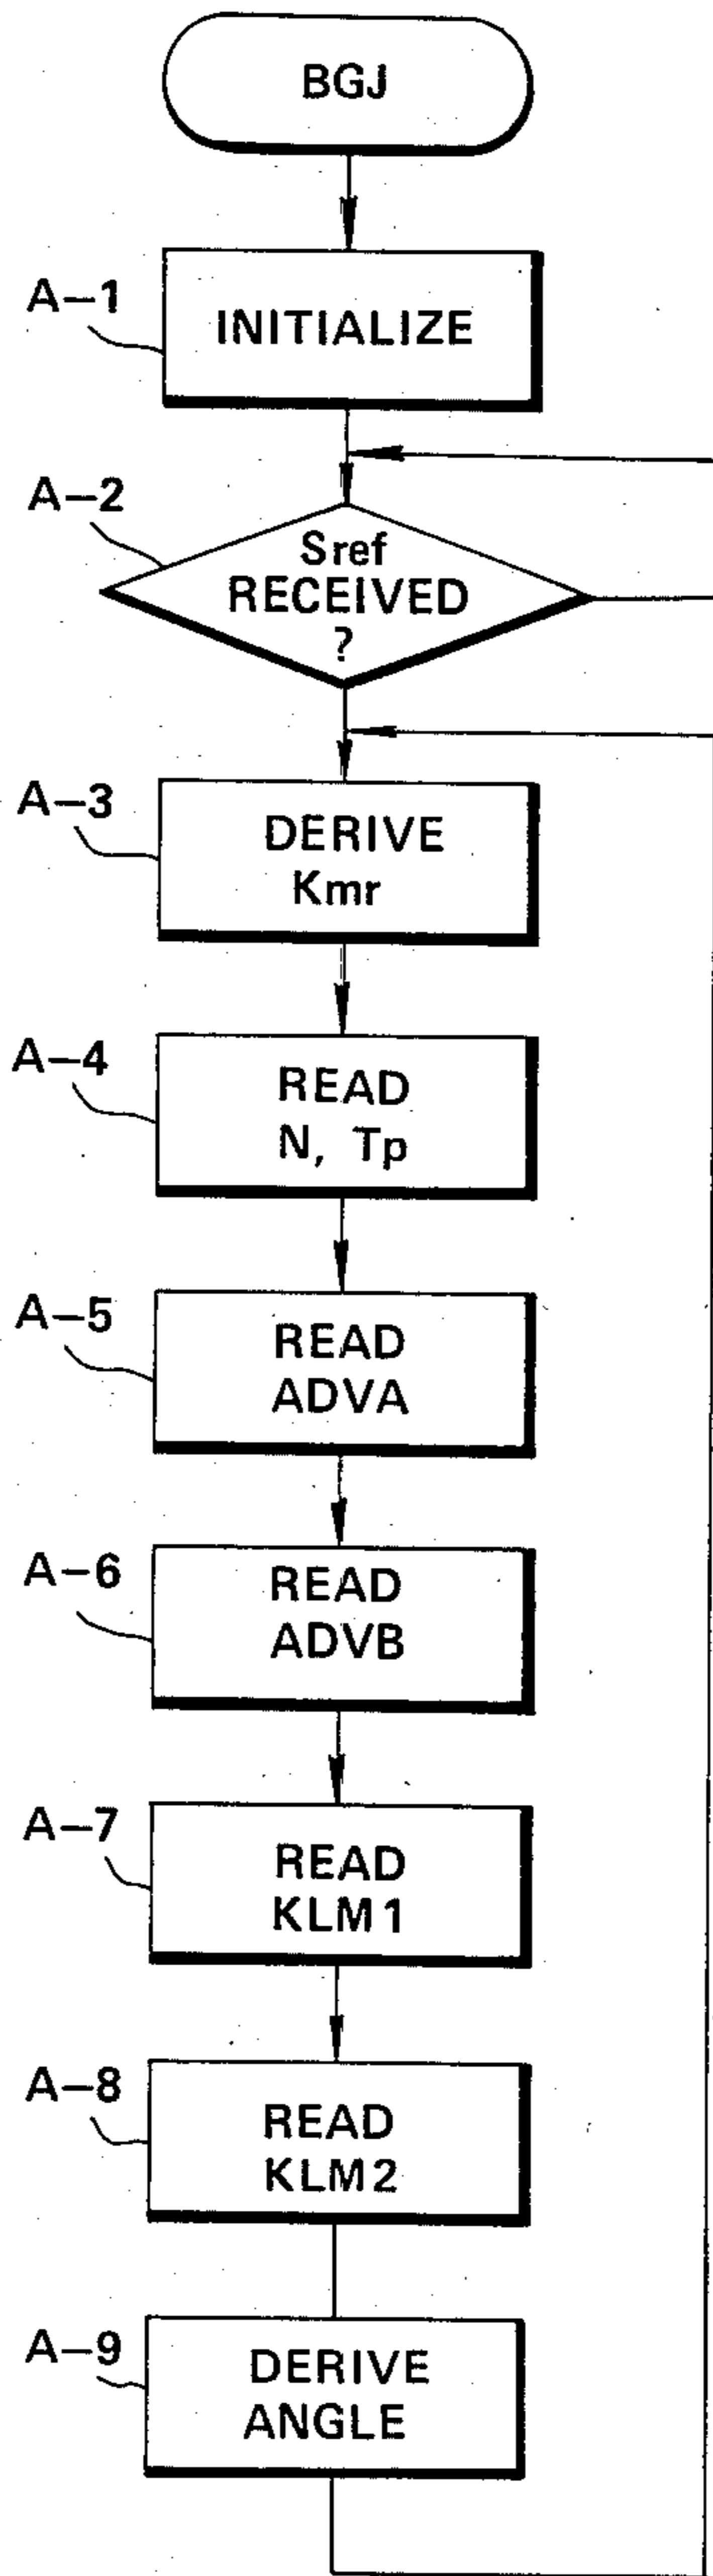 BGJ
A-1
INITIALIZE
A-2
Sref
RECEIVED
?
A-3
DERIVE
Kmr
A-4
READ
N, Tp
A-5
READ
ADVA
A-6
READ
ADVB
A-7
READ
KLM1
A-8
READ
KLM2
A-9
DERIVE
ANGLE